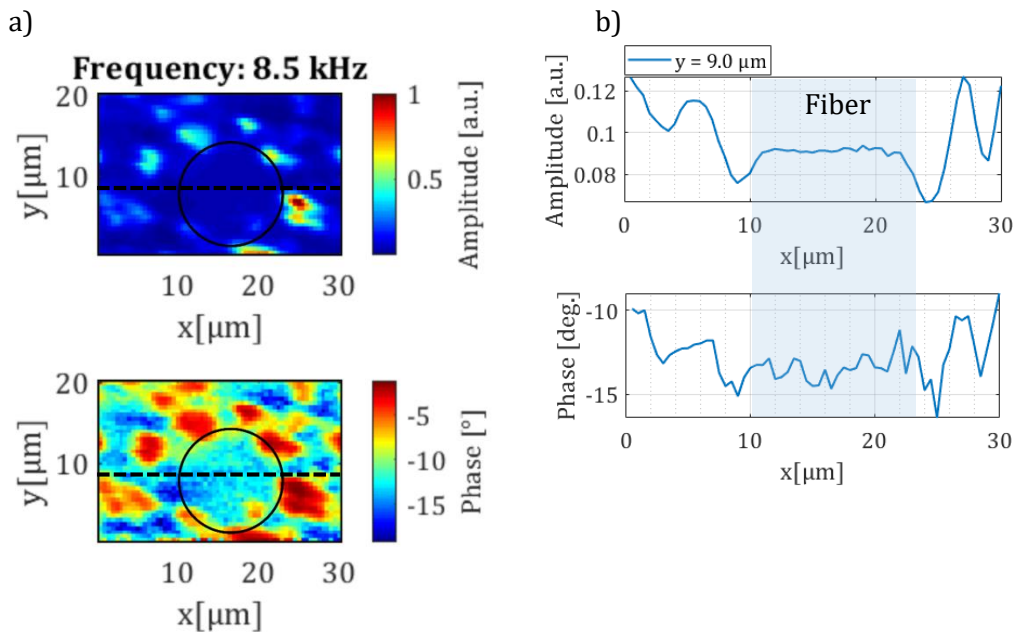 a)
Frequency: 8.5 kHz
20
10
y[μm]
10 20 30
x[μm]
1
0.5
Amplitude [a.u.]
20
10
y[μm]
10 20 30
x[μm]
-5
-10
-15
Phase [°]
b)
y = 9.0 μm
Fiber
0.12
0.1
0.08
Amplitude [a.u.]
0 10 20 30
x[μm]
-10
-15
Phase [deg.]
0 10 20 30
x[μm]